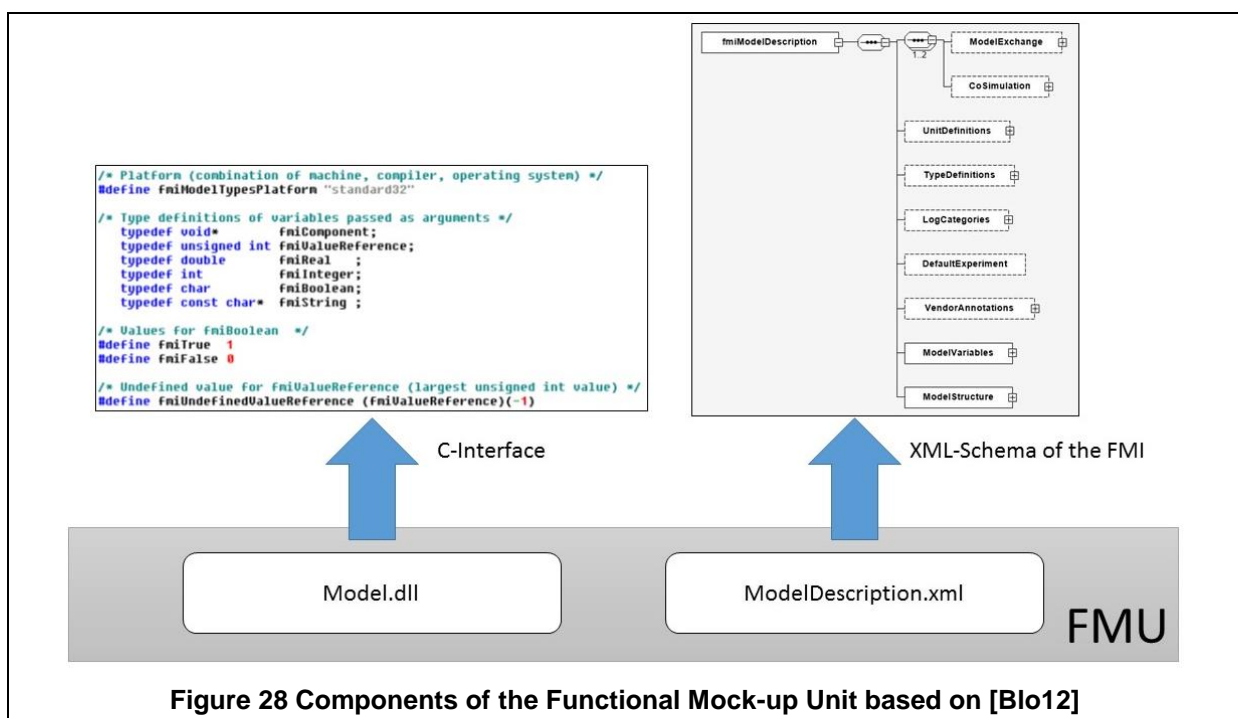 fmiModelDescription
1..2
ModelExchange
CoSimulation
UnitDefinitions
TypeDefinitions
LogCategories
DefaultExperiment
VendorAnnotations
ModelVariables
ModelStructure
/* Platform (combination of machine, compiler, operating system) */
#define fmiModelTypesPlatform "standard32"
/* Type definitions of variables passed as arguments */
typedef void* fmiComponent;
typedef unsigned int fmiValueReference;
typedef double fmiReal ;
typedef int fmiInteger;
typedef char fmiBoolean;
typedef const char* fmiString ;
/* Values for fmiBoolean */
#define fmiTrue 1
#define fmiFalse 0
/* Undefined value for fmiValueReference (largest unsigned int value) */
#define fmiUndefinedValueReference (fmiValueReference)(-1)
C-Interface
XML-Schema of the FMI
Model.dll
ModelDescription.xml
FMU
Figure 28 Components of the Functional Mock-up Unit based on [Blo12]